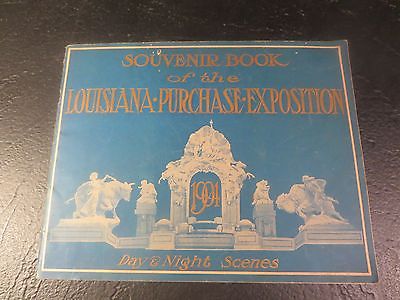 SOUVENIR BOOK
of the
LOUISIANA-PURCHASE-EXPOSITION
1904
Day & Night Scenes